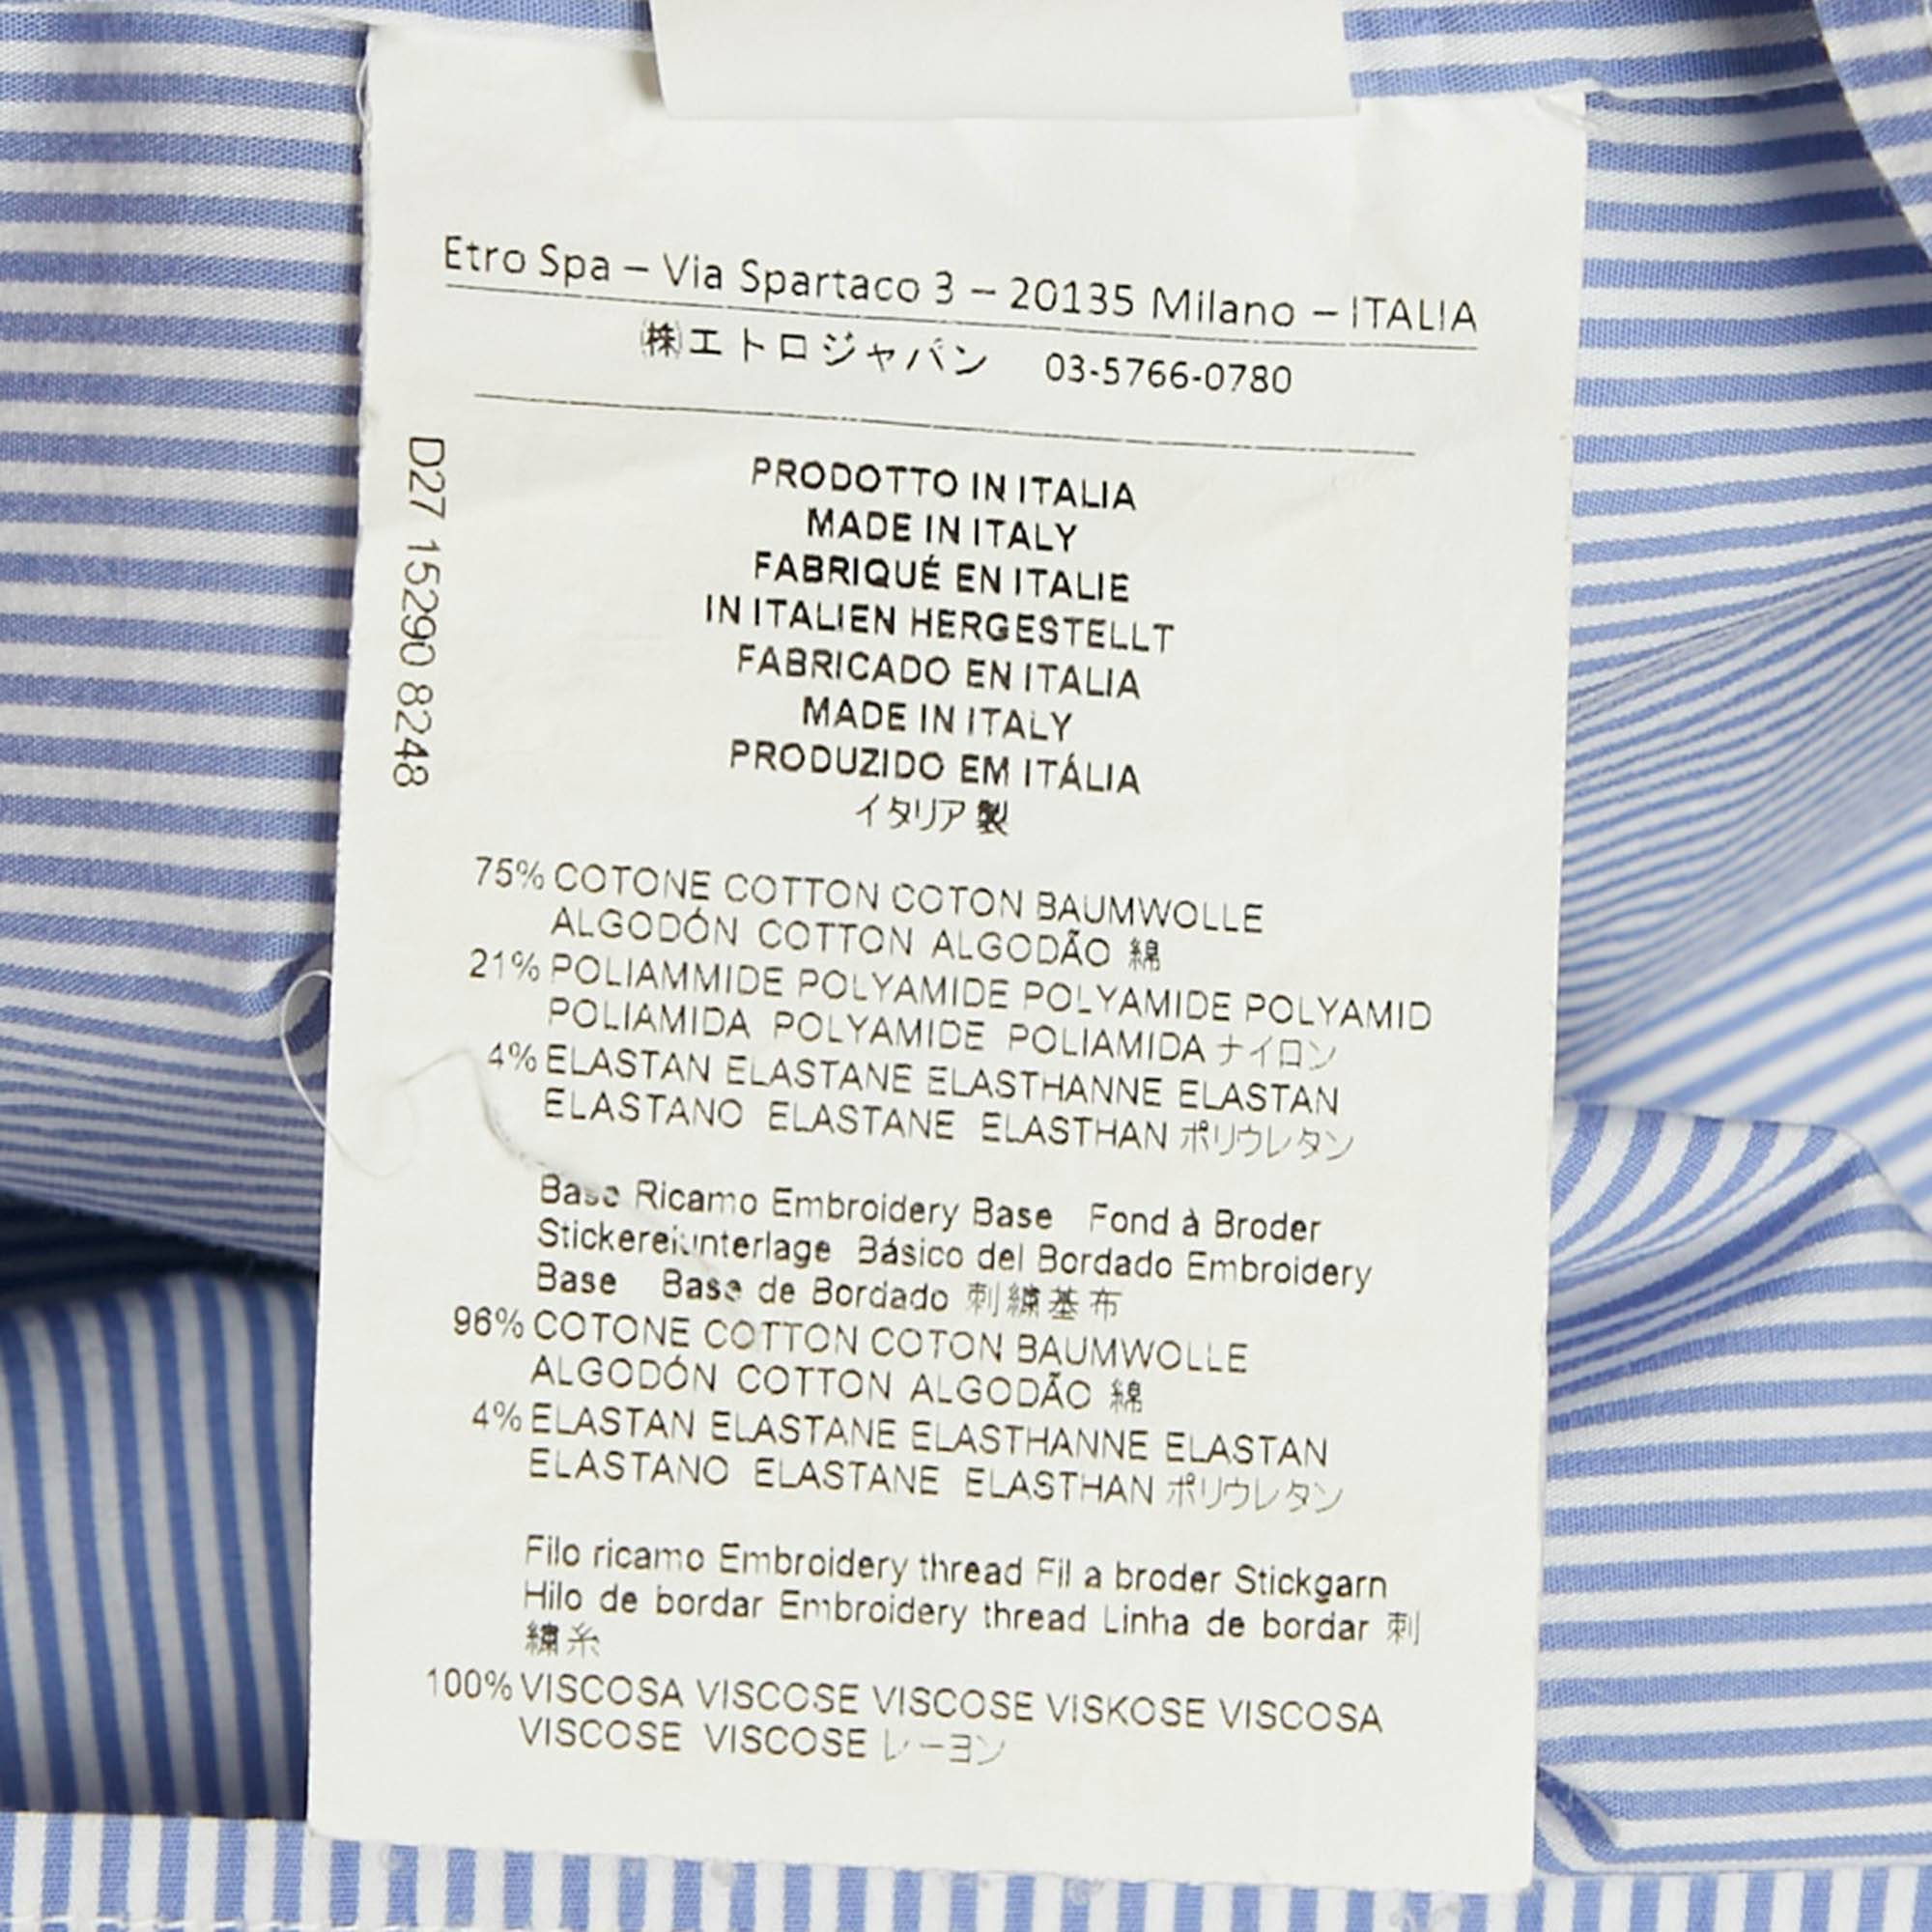 Etro Spa – Via Spartaco 3 – 20135 Milano – ITALIA
㈱エトロジャパン 03-5766-0780
D27 15290 8248
PRODOTTO IN ITALIA
MADE IN ITALY
FABRIQUÉ EN ITALIE
IN ITALIEN HERGESTELLT
FABRICADO EN ITALIA
MADE IN ITALY
PRODUZIDO EM ITÁLIA
イタリア製
75% COTONE COTTON COTON BAUMWOLLE
ALGODÓN COTTON ALGODÃO 綿
21% POLIAMMIDE POLYAMIDE POLYAMIDE POLYAMID
POLIAMIDA POLYAMIDE POLIAMIDA ナイロン
4% ELASTAN ELASTANE ELASTHANNE ELASTAN
ELASTANO ELASTANE ELASTHAN ポリウレタン
Base Ricamo Embroidery Base Fond à Broder
Stickereiunterlage Básico del Bordado Embroidery
Base Base de Bordado 刺繍基布
96% COTONE COTTON COTON BAUMWOLLE
ALGODÓN COTTON ALGODÃO 綿
4% ELASTAN ELASTANE ELASTHANNE ELASTAN
ELASTANO ELASTANE ELASTHAN ポリウレタン
Filo ricamo Embroidery thread Fil a broder Stickgarn
Hilo de bordar Embroidery thread Linha de bordar 刺
繍糸
100% VISCOSA VISCOSE VISCOSE VISKOSE VISCOSA
VISCOSE VISCOSE レーヨン